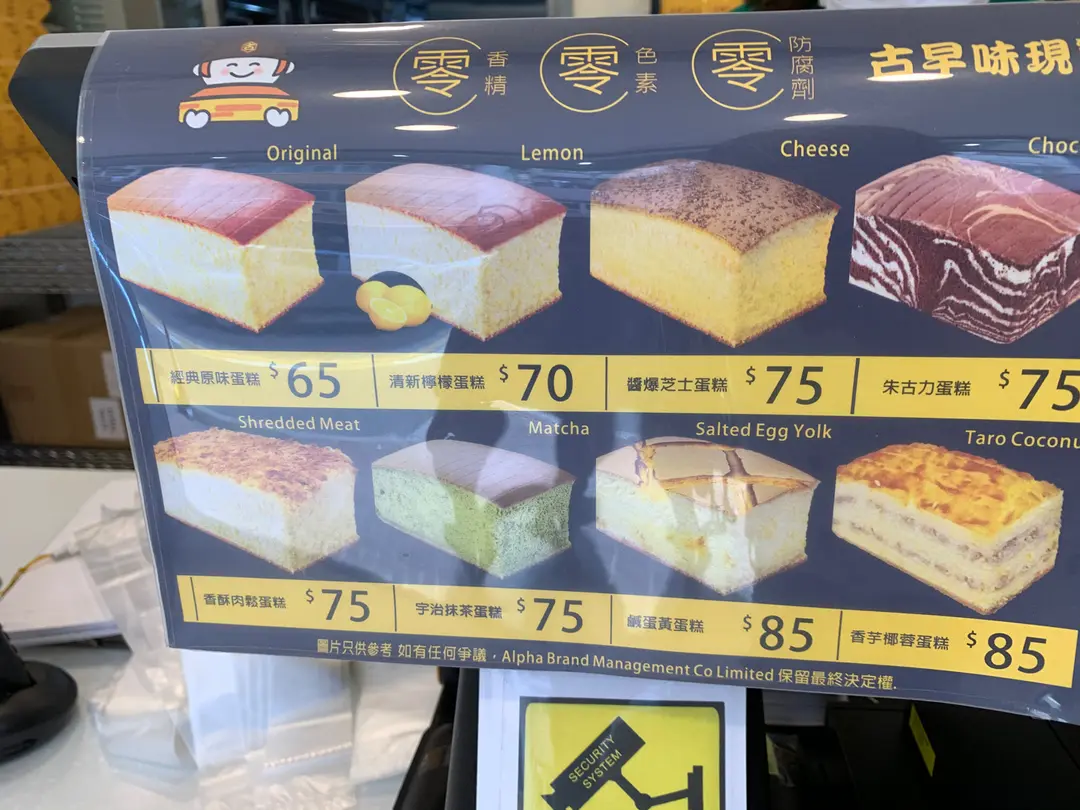 零 香精 零 色素 零 防腐劑 古早味現
Original Lemon Cheese Choc
經典原味蛋糕 $65 清新檸檬蛋糕 $70 醬爆芝士蛋糕 $75 朱古力蛋糕 $75
Shredded Meat Matcha Salted Egg Yolk Taro Coconu
香酥肉鬆蛋糕 $75 宇治抹茶蛋糕 $75 鹹蛋黃蛋糕 $85 香芋椰蓉蛋糕 $85
圖片只供參考 如有任何爭議，Alpha Brand Management Co Limited 保留最終決定權.
SECURITY
SYSTEM